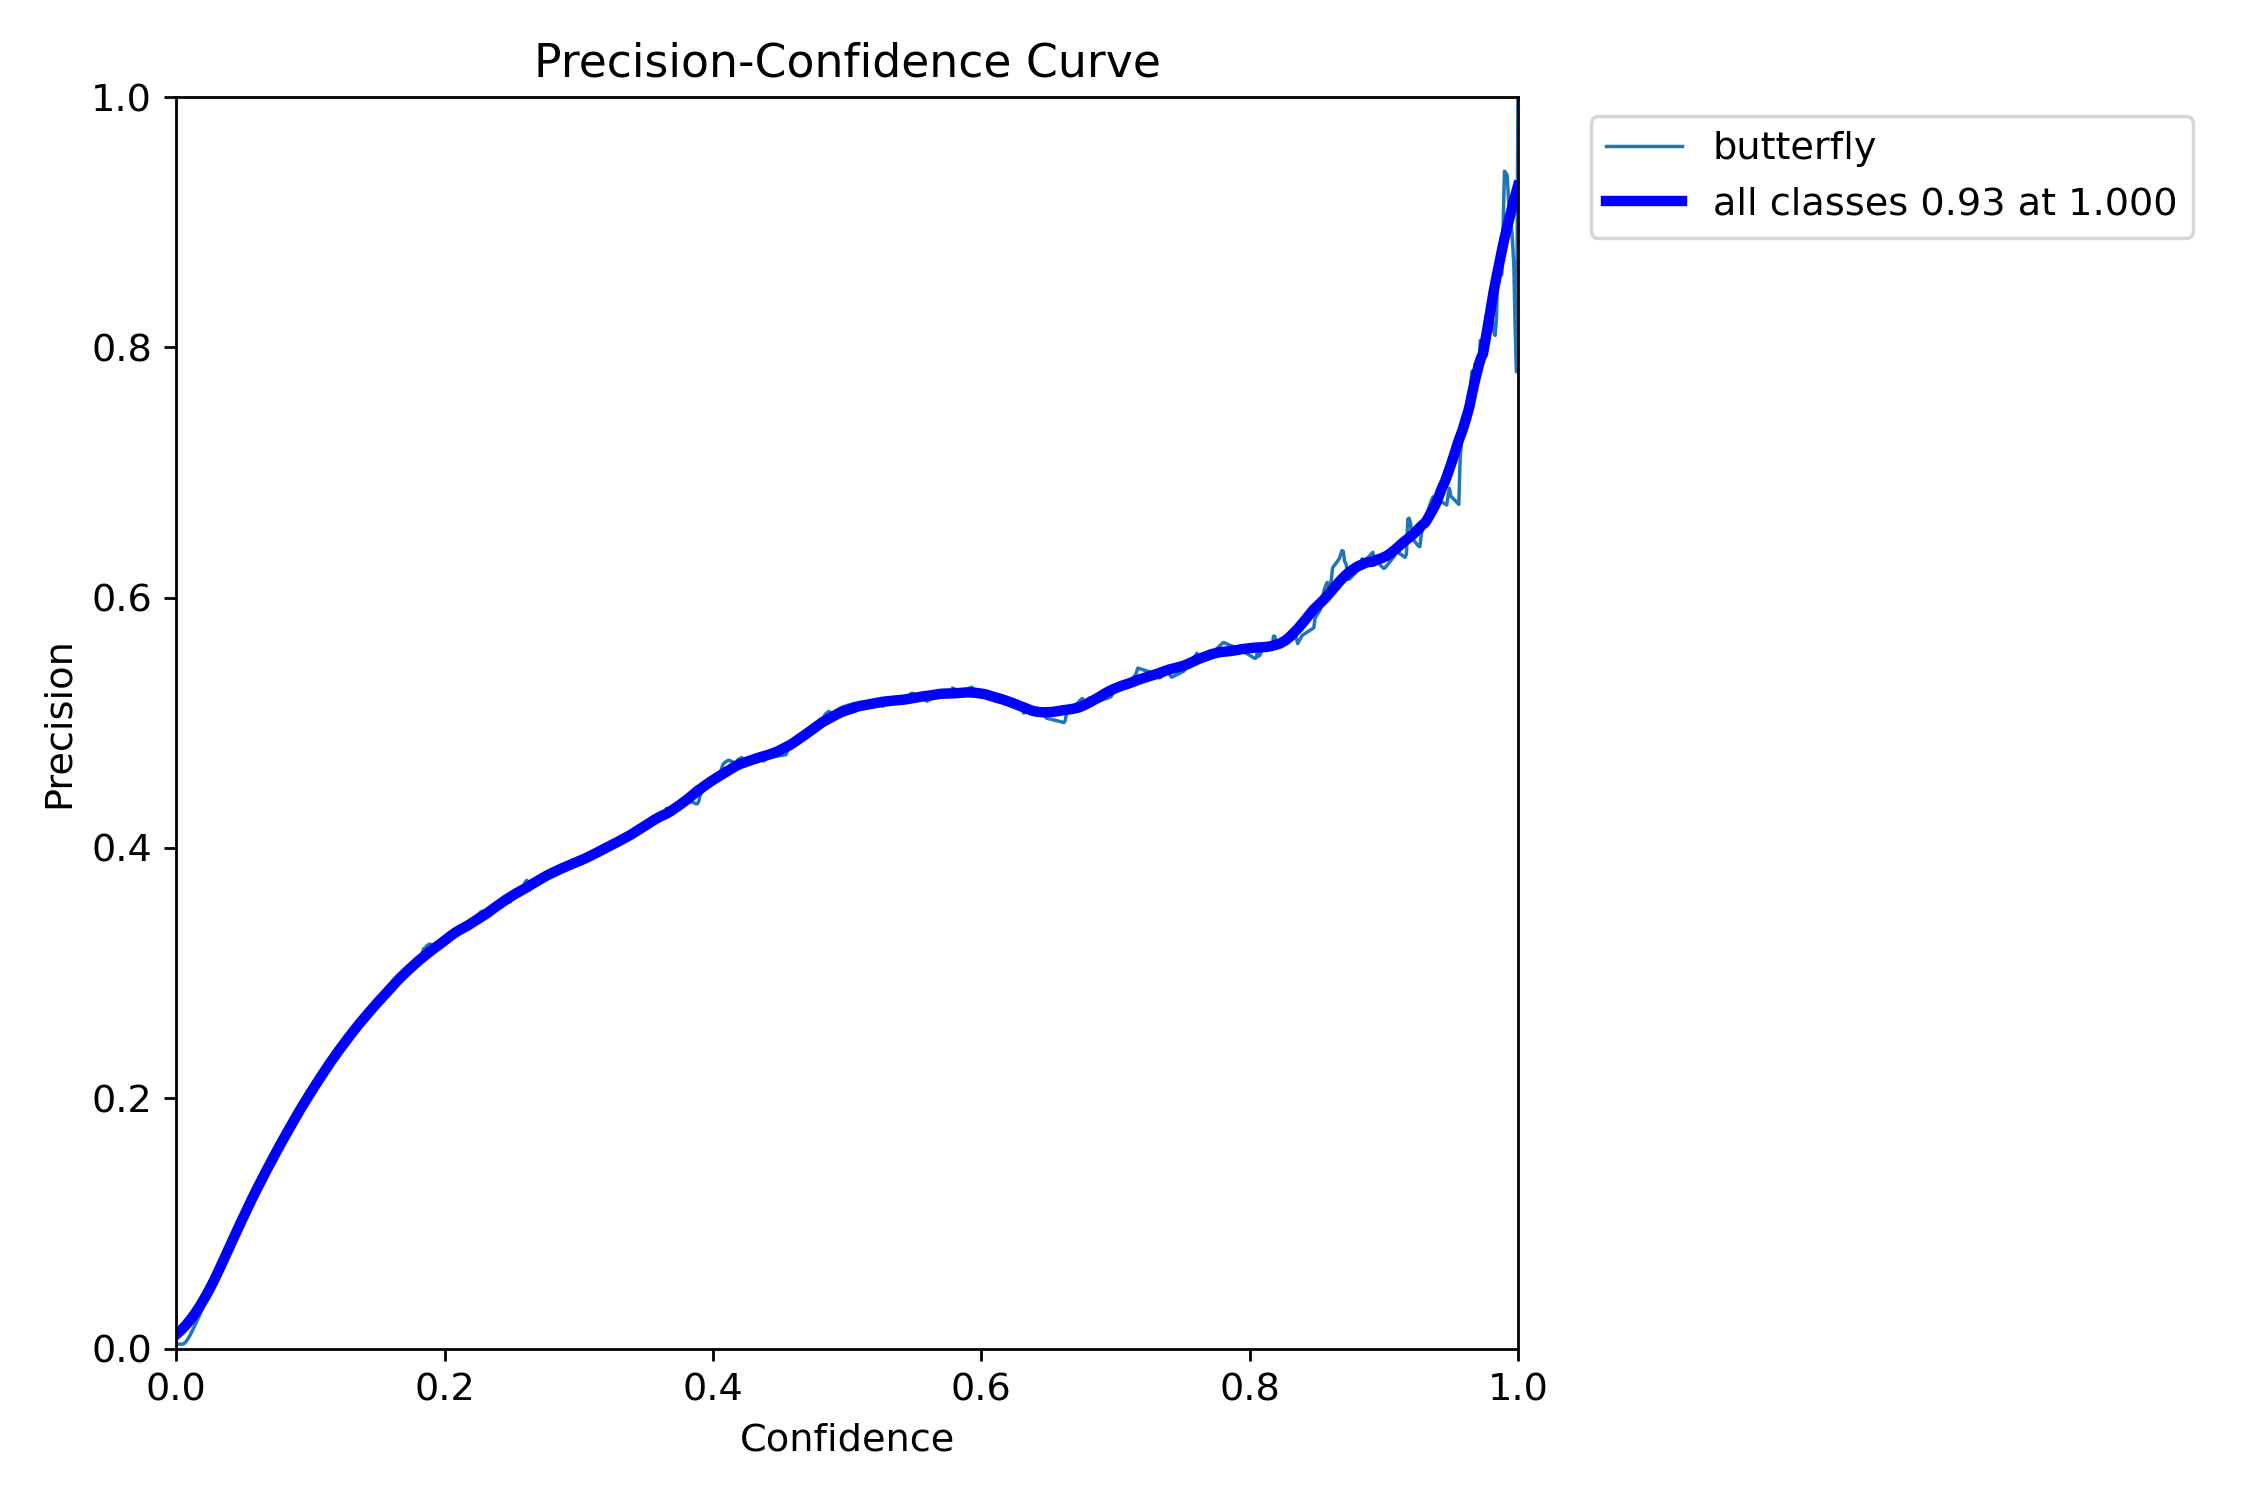 Precision-Confidence Curve
1.0
0.8
0.6
0.4
0.2
0.0
Precision
0.0 0.2 0.4 0.6 0.8 1.0
Confidence
butterfly
all classes 0.93 at 1.000